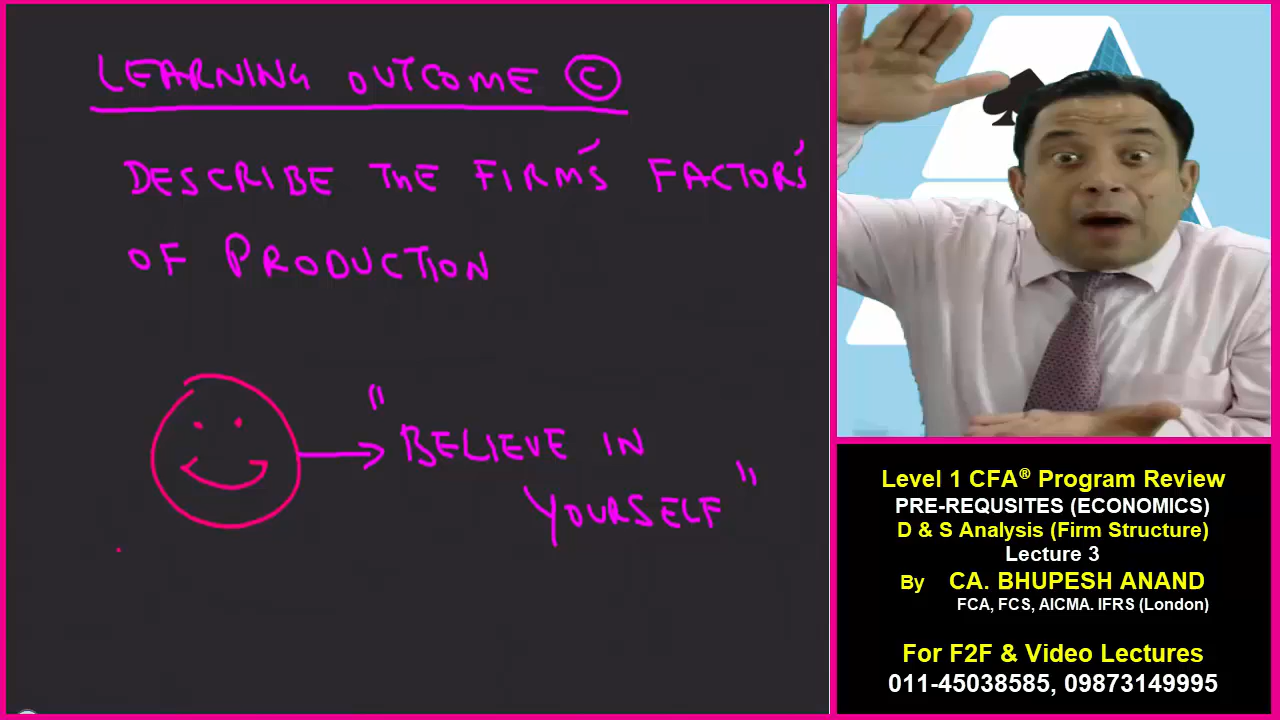 LEARNING OUTCOME ©
DESCRIBE THE FIRM'S FACTOR'S
OF PRODUCTION
"BELIEVE IN
YOURSELF"
Level 1 CFA® Program Review
PRE-REQUSITES (ECONOMICS)
D & S Analysis (Firm Structure)
Lecture 3
By CA. BHUPESH ANAND
FCA, FCS, AICMA. IFRS (London)
For F2F & Video Lectures
011-45038585, 09873149995